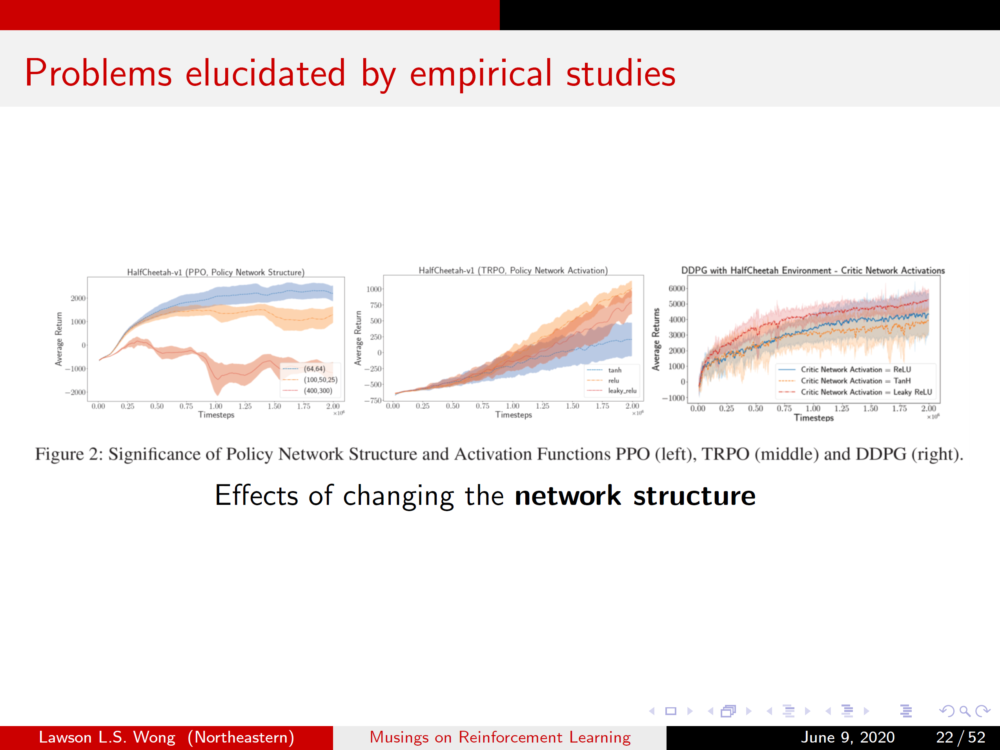 Problems elucidated by empirical studies
HalfCheetah-v1 (PPO, Policy Network Structure)
Average Return
2000
1000
0
−1000
−2000
(64,64)
(100,50,25)
(400,300)
0.00 0.25 0.50 0.75 1.00 1.25 1.50 1.75 2.00
×10⁶
Timesteps
HalfCheetah-v1 (TRPO, Policy Network Activation)
Average Return
1000
750
500
250
0
−250
−500
−750
tanh
relu
leaky_relu
0.00 0.25 0.50 0.75 1.00 1.25 1.50 1.75 2.00
×10⁶
Timesteps
DDPG with HalfCheetah Environment - Critic Network Activations
Average Returns
6000
5000
4000
3000
2000
1000
0
−1000
Critic Network Activation = ReLU
Critic Network Activation = TanH
Critic Network Activation = Leaky ReLU
0.00 0.25 0.50 0.75 1.00 1.25 1.50 1.75 2.00
×10⁶
Timesteps
Figure 2: Significance of Policy Network Structure and Activation Functions PPO (left), TRPO (middle) and DDPG (right).
Effects of changing the network structure
Lawson L.S. Wong (Northeastern) Musings on Reinforcement Learning June 9, 2020 22 / 52